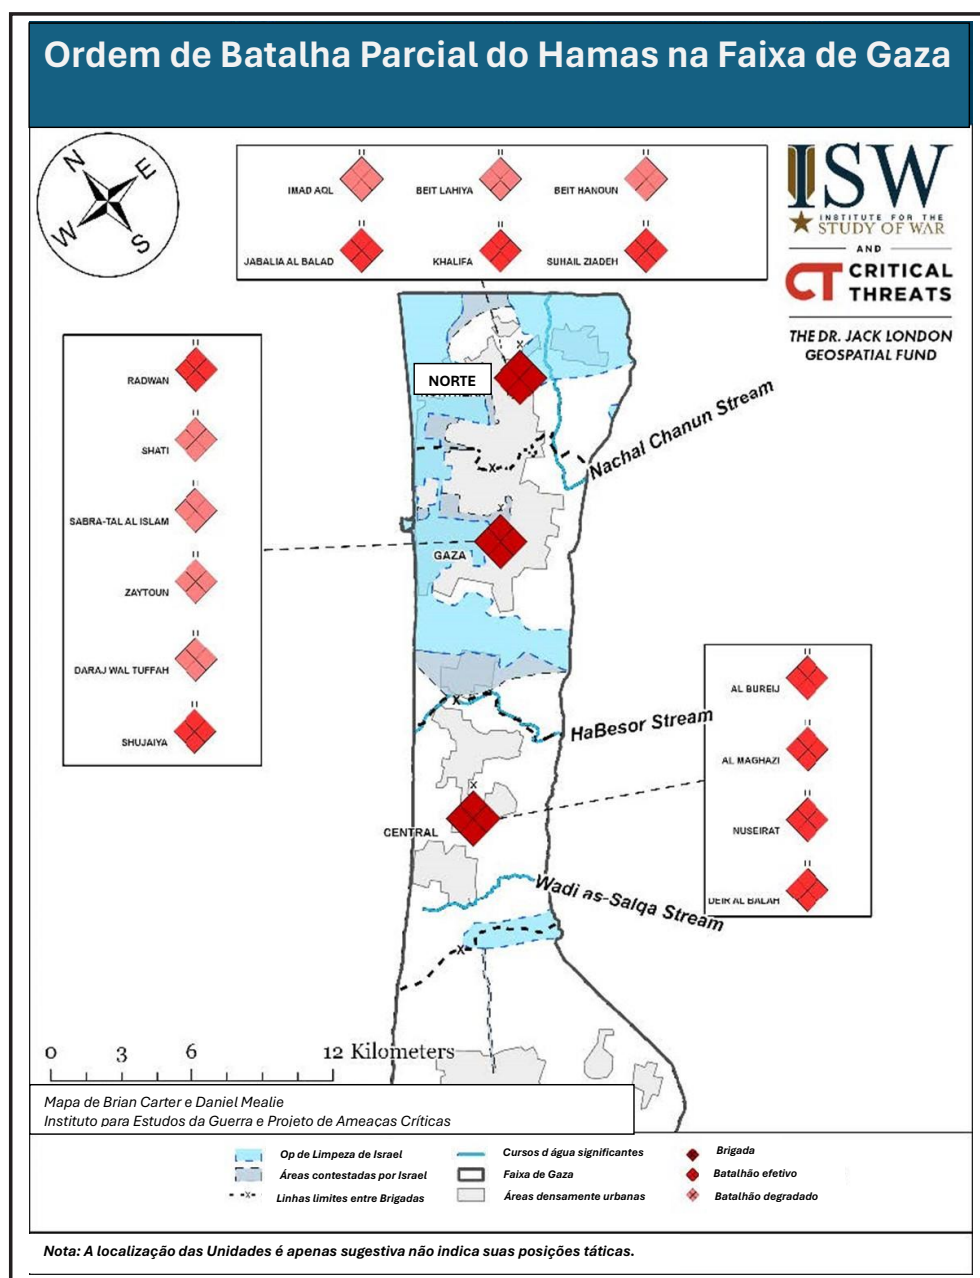 Ordem de Batalha Parcial do Hamas na Faixa de Gaza
N
E
W
S
IMAD AQL
BEIT LAHIYA
BEIT HANOUN
JABALIA AL BALAD
KHALIFA
SUHAIL ZIADEH
ISW
INSTITUTE FOR THE
STUDY OF WAR
AND
CT CRITICAL
THREATS
THE DR. JACK LONDON
GEOSPATIAL FUND
RADWAN
SHATI
SABRA-TAL AL ISLAM
ZAYTOUN
DARAJ WAL TUFFAH
SHUJAIYA
NORTE
X
Nachal Chanun Stream
X
X
GAZA
X
HaBesor Stream
X
CENTRAL
AL BUREIJ
AL MAGHAZI
NUSEIRAT
DEIR AL BALAH
Wadi as-Salqa Stream
X
0 3 6 12 Kilometers
Mapa de Brian Carter e Daniel Mealie
Instituto para Estudos da Guerra e Projeto de Ameaças Críticas
Op de Limpeza de Israel
Áreas contestadas por Israel
-x- Linhas limites entre Brigadas
Cursos d água significantes
Faixa de Gaza
Áreas densamente urbanas
Brigada
Batalhão efetivo
Batalhão degradado
Nota: A localização das Unidades é apenas sugestiva não indica suas posições táticas.